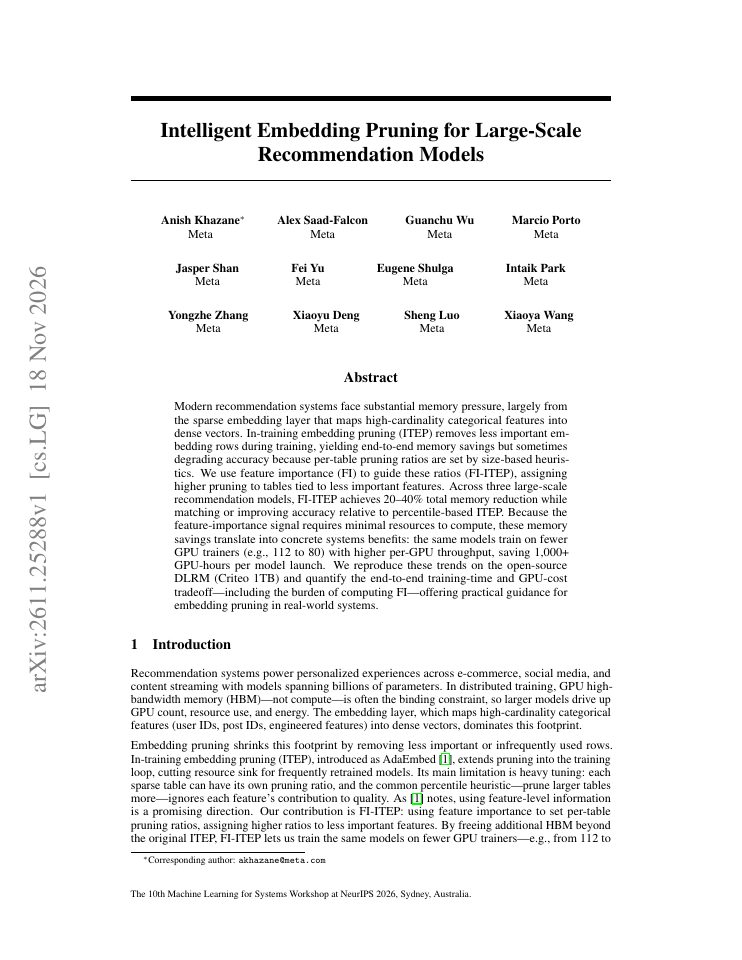 Intelligent Embedding Pruning for Large-Scale
Recommendation Models
Anish Khazane∗ Alex Saad-Falcon Guanchu Wu Marcio Porto
Meta Meta Meta Meta
Jasper Shan Fei Yu Eugene Shulga Intaik Park
Meta Meta Meta Meta
Yongzhe Zhang Xiaoyu Deng Sheng Luo Xiaoya Wang
Meta Meta Meta Meta
Abstract
Modern recommendation systems face substantial memory pressure, largely from
the sparse embedding layer that maps high-cardinality categorical features into
dense vectors. In-training embedding pruning (ITEP) removes less important em-
bedding rows during training, yielding end-to-end memory savings but sometimes
degrading accuracy because per-table pruning ratios are set by size-based heuris-
tics. We use feature importance (FI) to guide these ratios (FI-ITEP), assigning
higher pruning to tables tied to less important features. Across three large-scale
recommendation models, FI-ITEP achieves 20–40% total memory reduction while
matching or improving accuracy relative to percentile-based ITEP. Because the
feature-importance signal requires minimal resources to compute, these memory
savings translate into concrete systems benefits: the same models train on fewer
GPU trainers (e.g., 112 to 80) with higher per-GPU throughput, saving 1,000+
GPU-hours per model launch. We reproduce these trends on the open-source
DLRM (Criteo 1TB) and quantify the end-to-end training-time and GPU-cost
tradeoff—including the burden of computing FI—offering practical guidance for
embedding pruning in real-world systems.
1 Introduction
Recommendation systems power personalized experiences across e-commerce, social media, and
content streaming with models spanning billions of parameters. In distributed training, GPU high-
bandwidth memory (HBM)—not compute—is often the binding constraint, so larger models drive up
GPU count, resource use, and energy. The embedding layer, which maps high-cardinality categorical
features (user IDs, post IDs, engineered features) into dense vectors, dominates this footprint.
Embedding pruning shrinks this footprint by removing less important or infrequently used rows.
In-training embedding pruning (ITEP), introduced as AdaEmbed [1], extends pruning into the training
loop, cutting resource sink for frequently retrained models. Its main limitation is heavy tuning: each
sparse table can have its own pruning ratio, and the common percentile heuristic—prune larger tables
more—ignores each feature's contribution to quality. As [1] notes, using feature-level information
is a promising direction. Our contribution is FI-ITEP: using feature importance to set per-table
pruning ratios, assigning higher ratios to less important features. By freeing additional HBM beyond
the original ITEP, FI-ITEP lets us train the same models on fewer GPU trainers—e.g., from 112 to
∗Corresponding author: akhazane@meta.com
The 10th Machine Learning for Systems Workshop at NeurIPS 2026, Sydney, Australia.
arXiv:2611.25288v1 [cs.LG] 18 Nov 2026